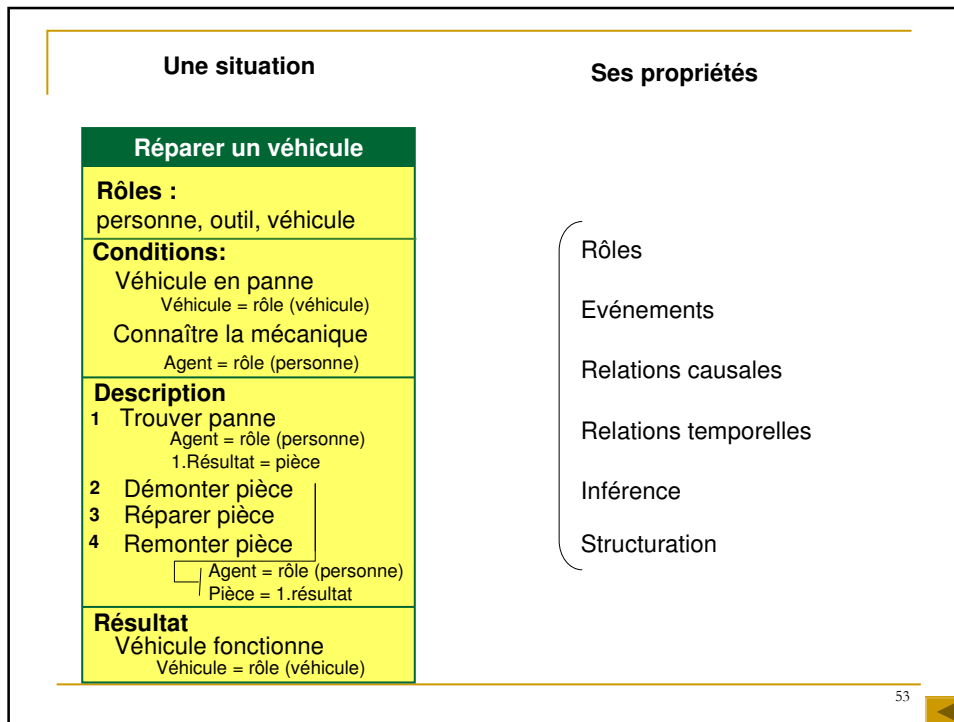 Une situation
Ses propriétés
Réparer un véhicule
Rôles :
personne, outil, véhicule
Conditions:
Véhicule en panne
Véhicule = rôle (véhicule)
Connaître la mécanique
Agent = rôle (personne)
Description
1 Trouver panne
Agent = rôle (personne)
1.Résultat = pièce
2 Démonter pièce
3 Réparer pièce
4 Remonter pièce
Agent = rôle (personne)
Pièce = 1.résultat
Résultat
Véhicule fonctionne
Véhicule = rôle (véhicule)
Rôles
Evénements
Relations causales
Relations temporelles
Inférence
Structuration
53